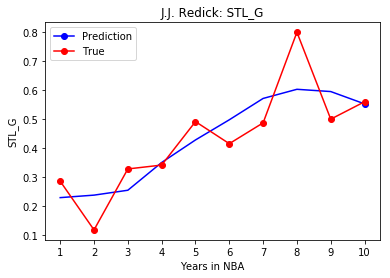 J.J. Redick: STL_G
Prediction
True
0.8
0.7
0.6
0.5
0.4
0.3
0.2
0.1
STL_G
1 2 3 4 5 6 7 8 9 10
Years in NBA